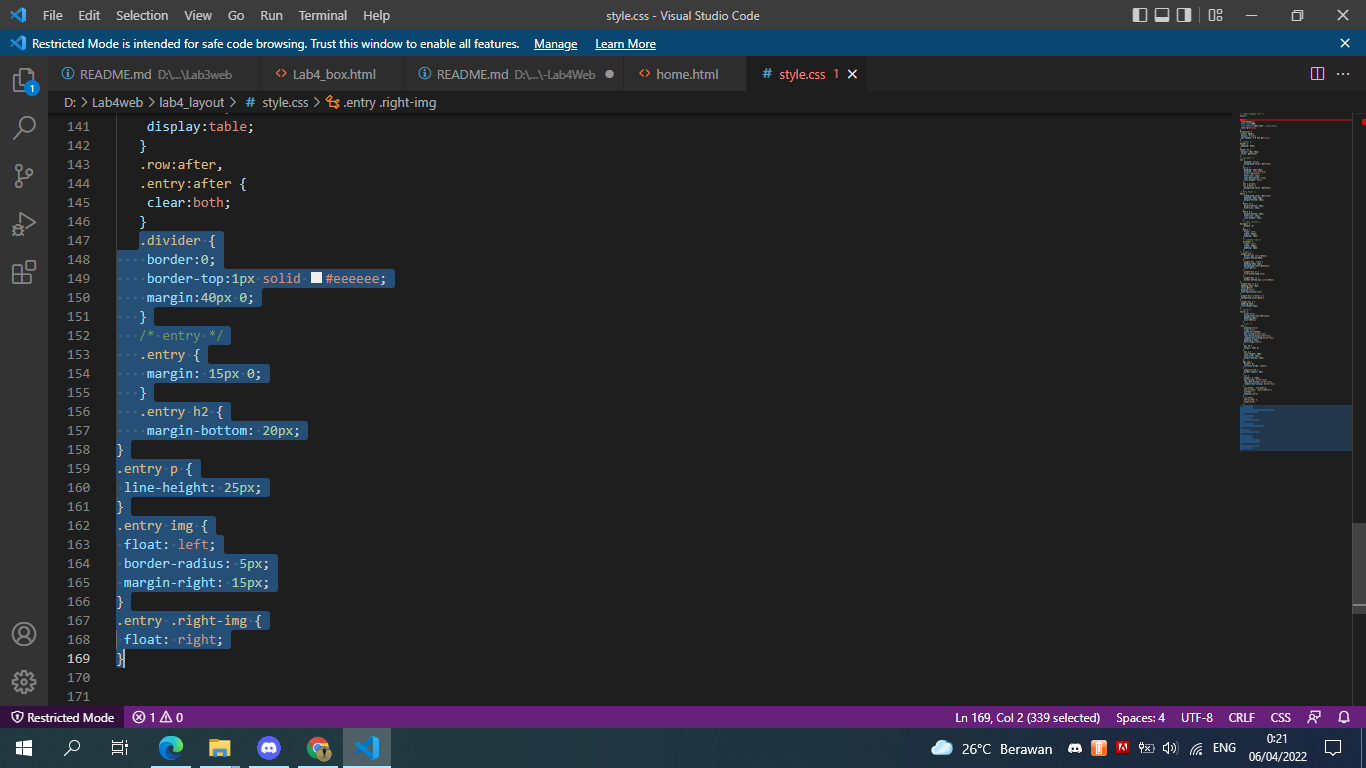 File Edit Selection View Go Run Terminal Help style.css - Visual Studio Code
Restricted Mode is intended for safe code browsing. Trust this window to enable all features. Manage Learn More
README.md D:\...\Lab3web Lab4_box.html README.md D:\...\-Lab4Web home.html # style.css 1
D: > Lab4web > lab4_layout > # style.css > .entry .right-img
1
141 display:table;
142 }
143 .row:after,
144 .entry:after {
145 clear:both;
146 }
147 .divider {
148 border:0;
149 border-top:1px solid #eeeeee;
150 margin:40px 0;
151 }
152 /* entry */
153 .entry {
154 margin: 15px 0;
155 }
156 .entry h2 {
157 margin-bottom: 20px;
158 }
159 .entry p {
160 line-height: 25px;
161 }
162 .entry img {
163 float: left;
164 border-radius: 5px;
165 margin-right: 15px;
166 }
167 .entry .right-img {
168 float: right;
169 }
170
171
Restricted Mode 1 0 Ln 169, Col 2 (339 selected) Spaces: 4 UTF-8 CRLF CSS
26°C Berawan ENG 0:21
06/04/2022